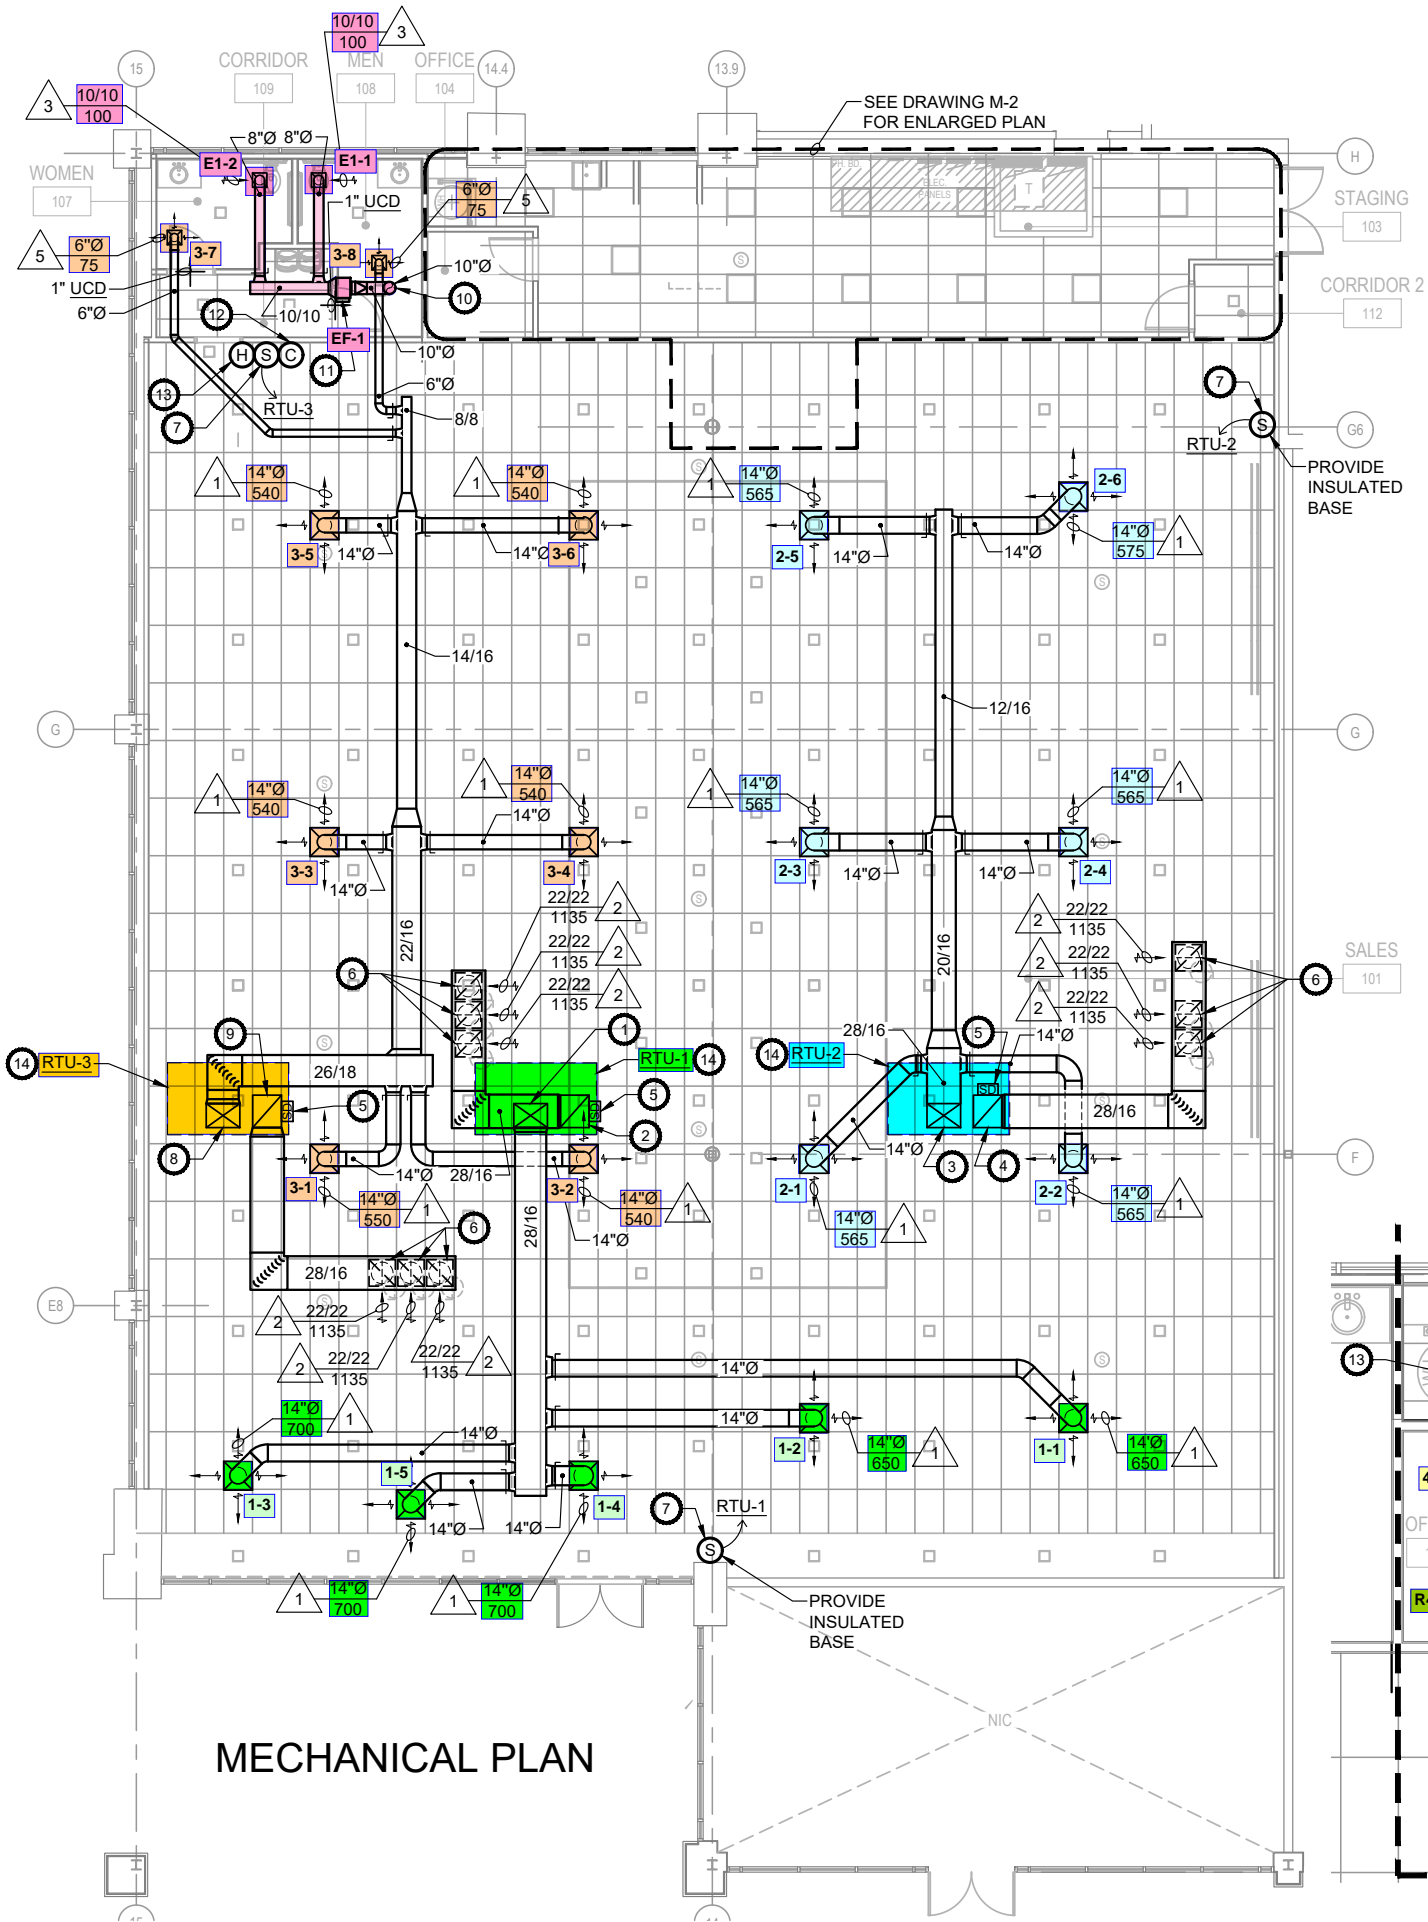 10/10
100
3
15
CORRIDOR
109
MEN
108
OFFICE
104
14.4
13.9
SEE DRAWING M-2
FOR ENLARGED PLAN
3
10/10
100
8"Ø 8"Ø
E1-2
E1-1
H
WOMEN
107
PH. BD.
ELEC.
PANELS
T
6"Ø
75
5
1" UCD
STAGING
103
5
6"Ø
75
3-7
3-8
S
1" UCD
6"Ø
10"Ø
10
CORRIDOR 2
112
12
10/10
EF-1
H
S
C
11
10"Ø
6"Ø
13
7
RTU-3
8/8
7
S
RTU-2
G6
PROVIDE
INSULATED
BASE
1
14"Ø
540
1
14"Ø
540
S
1
14"Ø
565
2-6
3-5
S
14"Ø
14"Ø
3-6
2-5
14"Ø
14"Ø
14"Ø
575
1
S
14/16
12/16
G
G
1
14"Ø
540
S
1
14"Ø
540
14"Ø
1
14"Ø
565
14"Ø
565
1
S
3-3
14"Ø
3-4
2-3
14"Ø
14"Ø
2-4
S
22/22
1135
2
22/22
1135
2
22/22
1135
2
2
22/22
1135
2
22/22
1135
2
22/22
1135
22/16
20/16
SALES
101
6
6
9
S
1
28/16
5
14"Ø
14
RTU-3
26/18
RTU-1
14
14
RTU-2
SD
5
SD
5
SD
S
28/16
8
2
S
3
4
14"Ø
F
3-1
14"Ø
28/16
3-2
2-1
2-2
14"Ø
550
1
6
14"Ø
540
1
14"Ø
14"Ø
565
1
14"Ø
565
1
28/16
28/16
E8
S
2
22/22
1135
2
22/22
1135
22/22
1135
2
S
14"Ø
S
13
14"Ø
700
1
14"Ø
14"Ø
1-2
14"Ø
650
1
1-1
14'Ø
650
1
1-5
1-3
14"Ø
14"Ø
1-4
7
RTU-1
S
4
OF
R4
1
14"Ø
700
1
14"Ø
700
PROVIDE
INSULATED
BASE
NIC
MECHANICAL PLAN
15
14